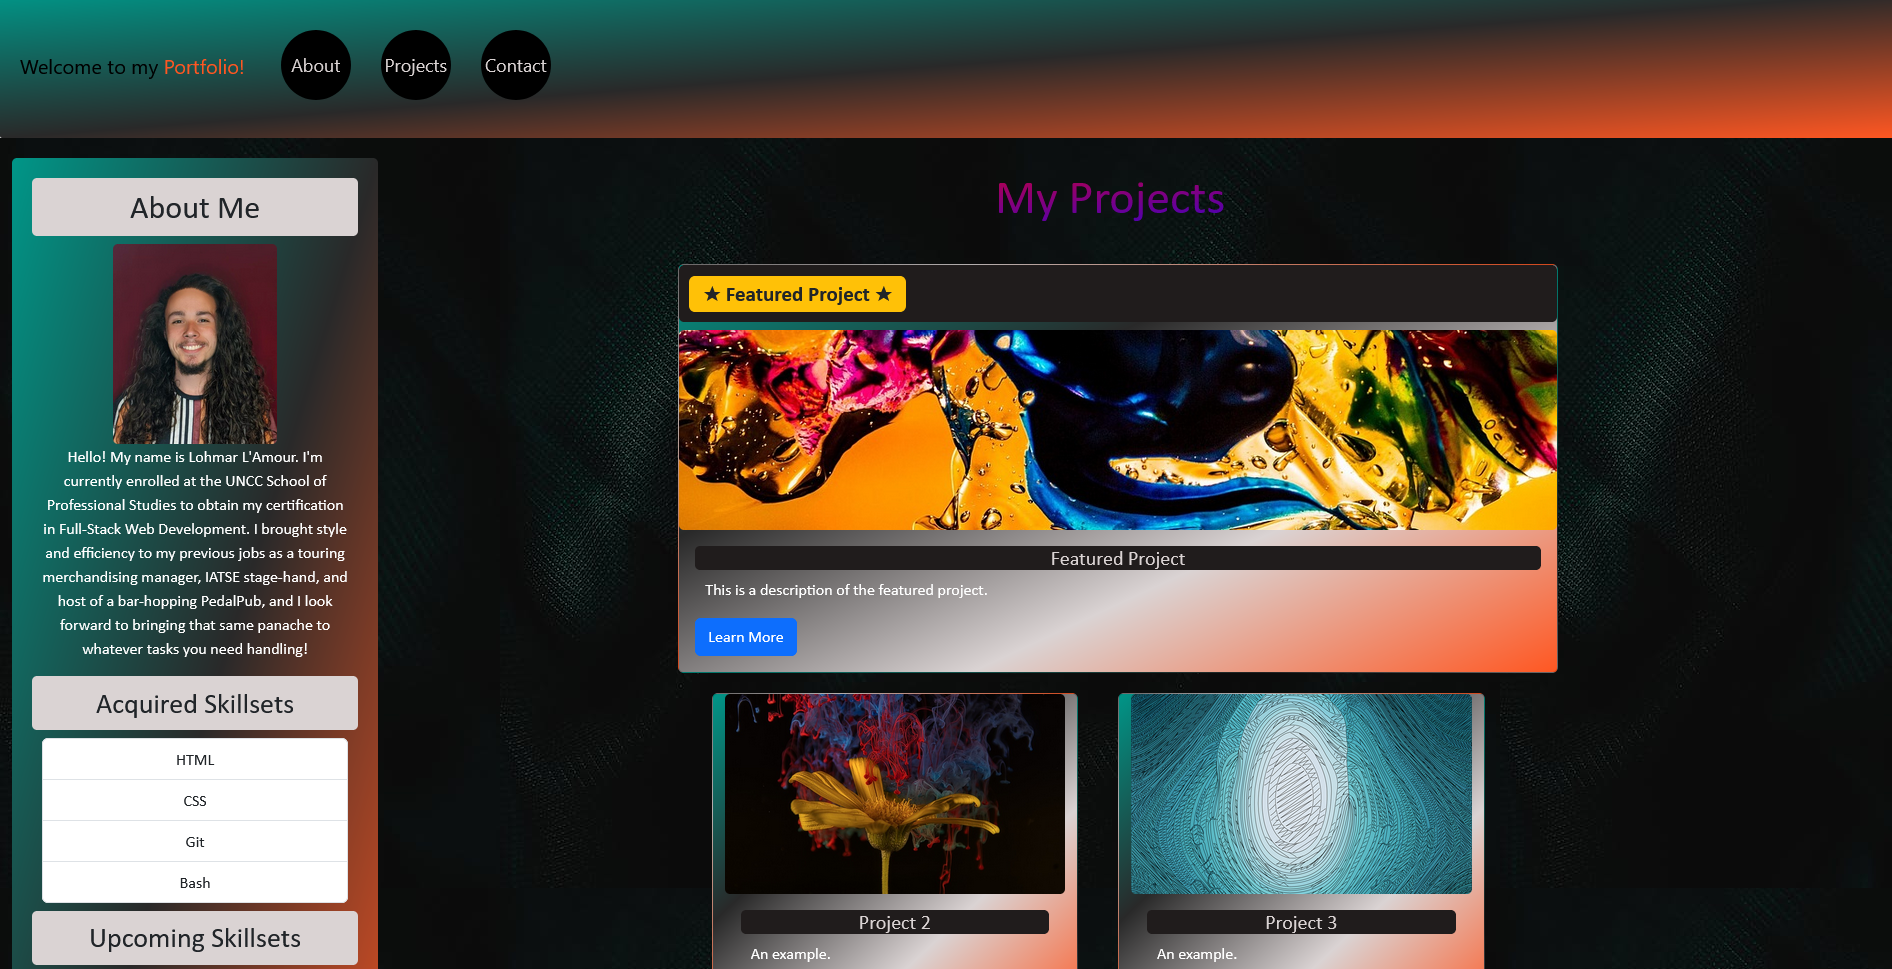 Welcome to my Portfolio!
About
Projects
Contact
About Me
Hello! My name is Lohmar L'Amour. I'm
currently enrolled at the UNCC School of
Professional Studies to obtain my certification
in Full-Stack Web Development. I brought style
and efficiency to my previous jobs as a touring
merchandising manager, IATSE stage-hand, and
host of a bar-hopping PedalPub, and I look
forward to bringing that same panache to
whatever tasks you need handling!
Acquired Skillsets
HTML
CSS
Git
Bash
Upcoming Skillsets
My Projects
★ Featured Project ★
Featured Project
This is a description of the featured project.
Learn More
Project 2
An example.
Project 3
An example.